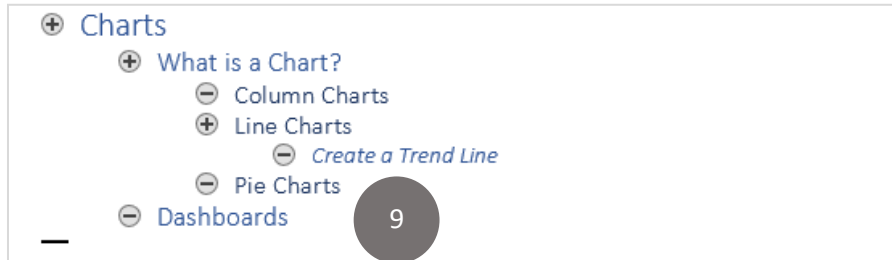 Charts
What is a Chart?
Column Charts
Line Charts
Create a Trend Line
Pie Charts
Dashboards
9